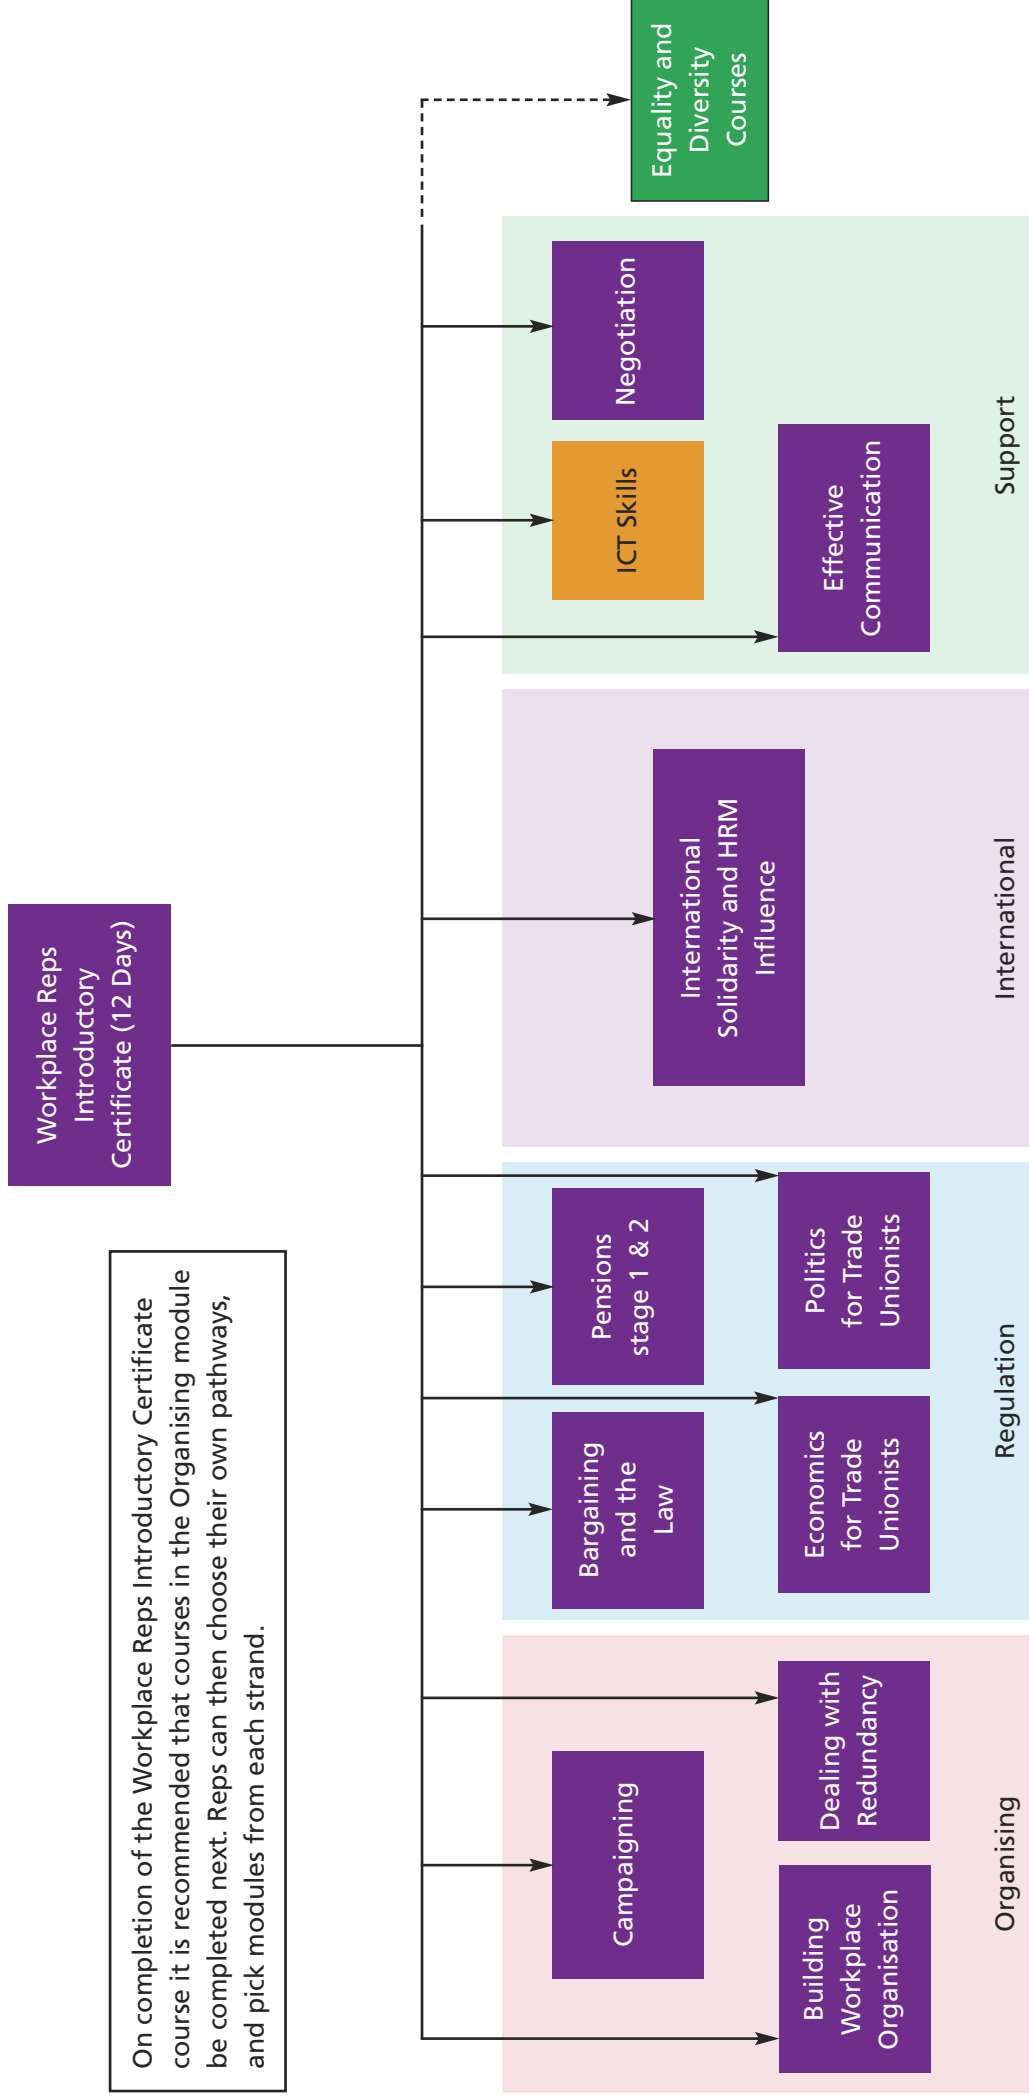 Workplace Reps
Introductory
Certificate (12 Days)
On completion of the Workplace Reps Introductory Certificate
course it is recommended that courses in the Organising module
be completed next. Reps can then choose their own pathways,
and pick modules from each strand.
Campaigning
Building
Workplace
Organisation
Dealing with
Redundancy
Organising
Bargaining
and the
Law
Pensions
stage 1 & 2
Economics
for Trade
Unionists
Politics
for Trade
Unionists
Regulation
International
Solidarity and HRM
Influence
International
ICT Skills
Negotiation
Effective
Communication
Support
Equality and
Diversity
Courses